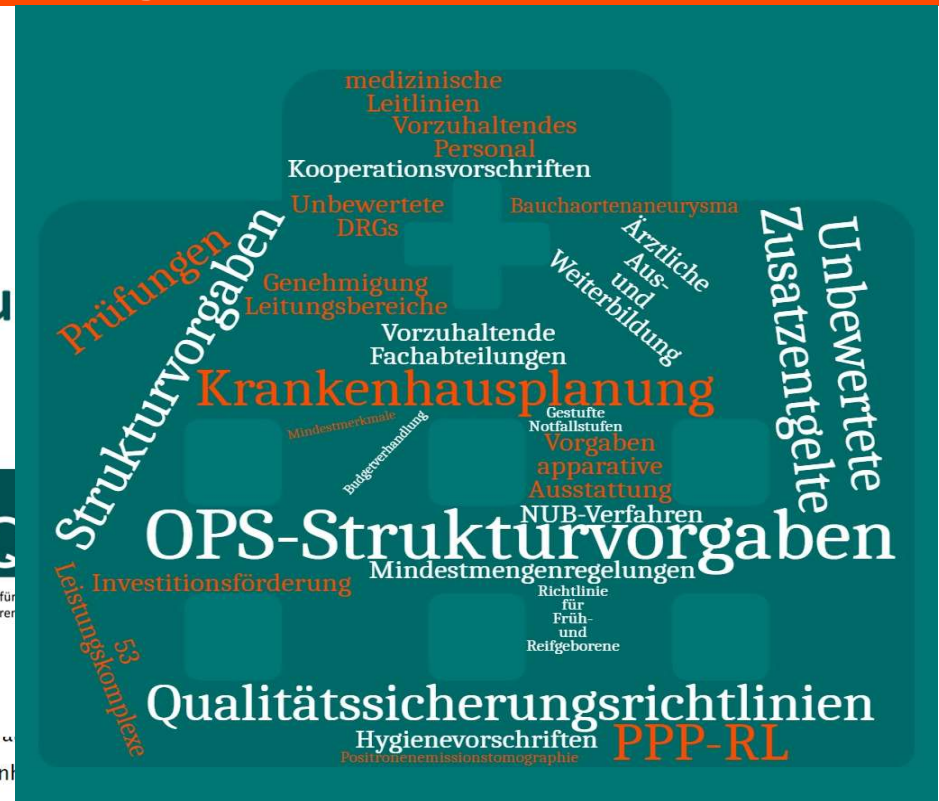 medizinische
Leitlinien
Vorzuhaltendes
Personal
Kooperationsvorschriften
Unbewertete
DRGs
Bauchaortenaneurysma
Prüfungen
Strukturvorgaben
Genehmigung
Leitungsbereiche
Ärztliche
Aus-
und
Weiterbildung
Unbewertete
Zusatzentgelte
Vorzuhaltende
Fachabteilungen
Krankenhausplanung
Mindestmerkmale
Budgetverhandlung
Gestufte
Notfallstufen
Vorgaben
apparative
Ausstattung
NUB-Verfahren
OPS-Strukturvorgaben
Mindestmengenregelungen
Investitionsförderung
Richtlinie
für
Früh-
und
Reifgeborene
53
Leistungskomplexe
Qualitätssicherungsrichtlinien
Hygienevorschriften
PPP-RL
Positronenemissionstomographie
für